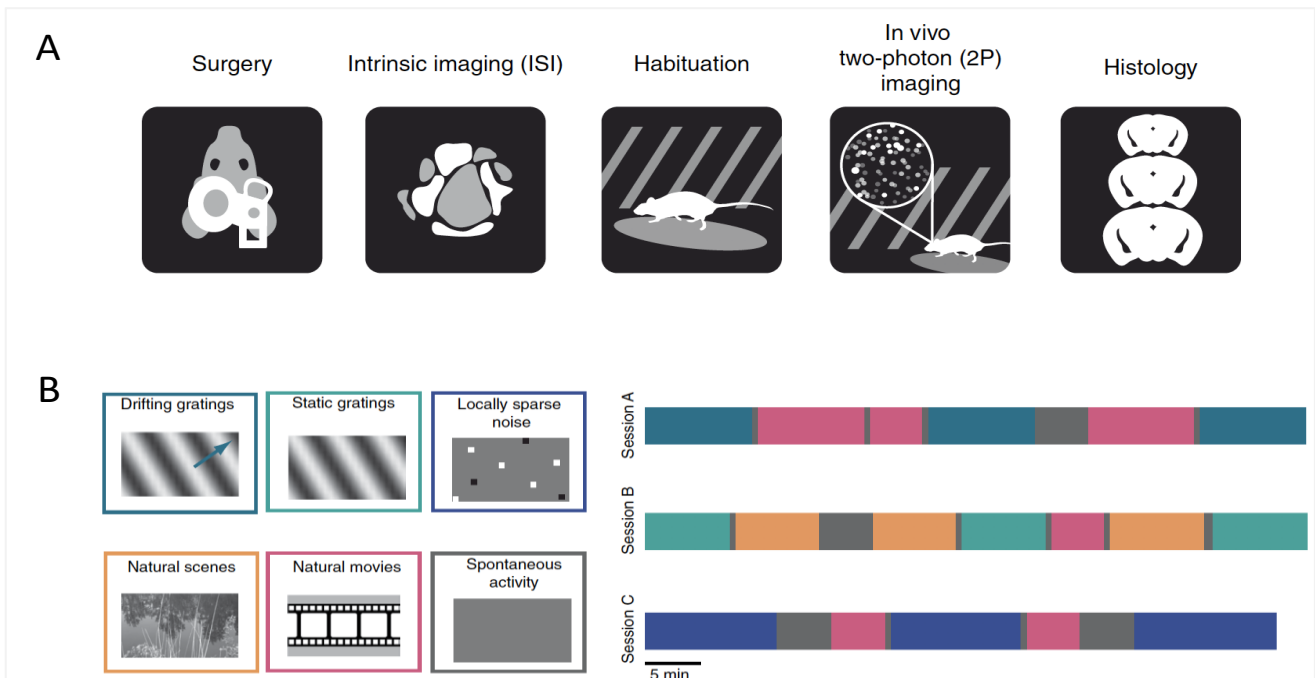 A
Surgery
Intrinsic imaging (ISI)
Habituation
In vivo
two-photon (2P)
imaging
Histology
B
Drifting gratings
Static gratings
Locally sparse
noise
Natural scenes
Natural movies
Spontaneous
activity
Session A
Session B
Session C
5 min